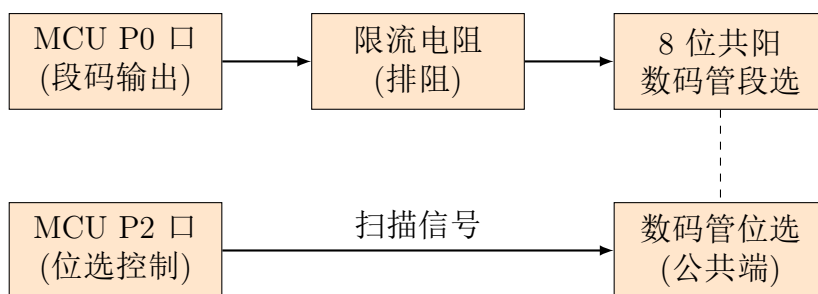 MCU P0 口
(段码输出)
限流电阻
(排阻)
8 位共阳
数码管段选
MCU P2 口
(位选控制)
扫描信号
数码管位选
(公共端)